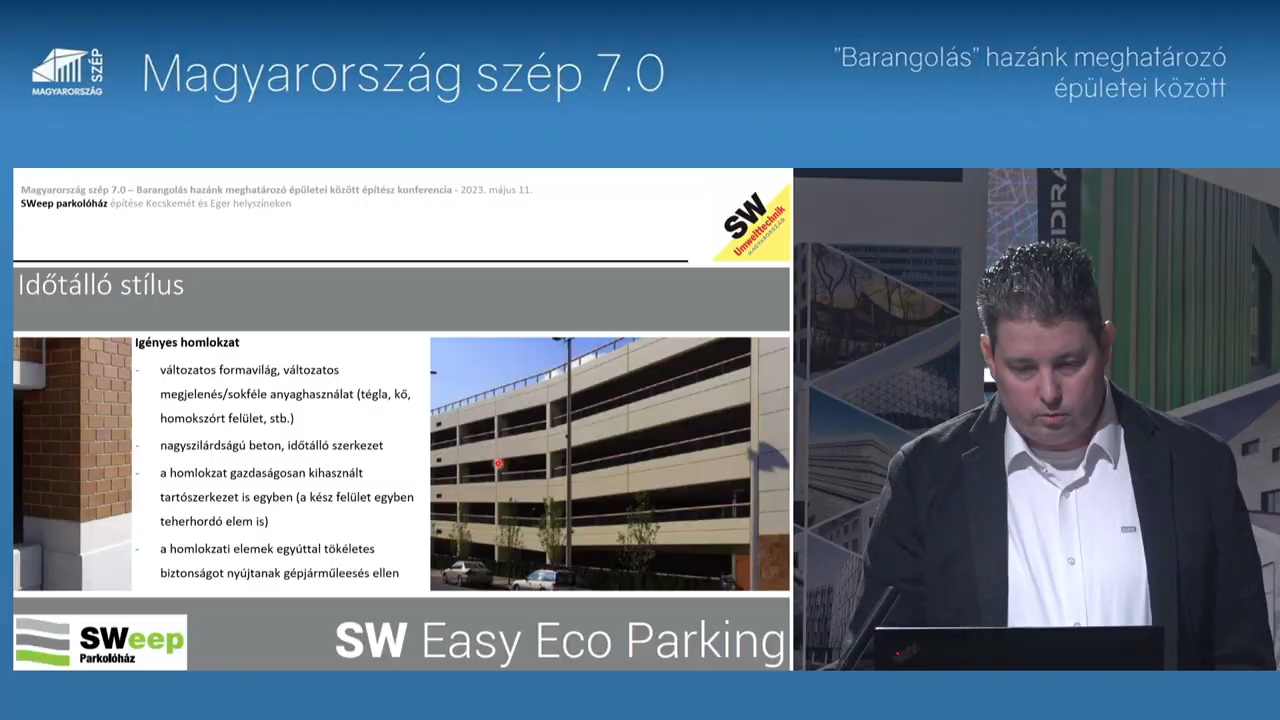 MAGYARORSZÁG
SZÉP
Magyarország szép 7.0
"Barangolás" hazánk meghatározó
épületei között
Magyarország szép 7.0 – Barangolás hazánk meghatározó épületei között építész konferencia - 2023. május 11.
SWeep parkolóház építése Kecskemét és Eger helyszíneken
SW
Umwelttechnik
MAGYARORSZÁG
Időtálló stílus
Igényes homlokzat
- változatos formavilág, változatos
megjelenés/sokféle anyaghasználat (tégla, kő,
homokszórt felület, stb.)
- nagyszilárdságú beton, időtálló szerkezet
- a homlokzat gazdaságosan kihasznált
tartószerkezet is egyben (a kész felület egyben
teherhordó elem is)
- a homlokzati elemek egyúttal tökéletes
biztonságot nyújtanak gépjárműleesés ellen
SWeep
Parkolóház
SW Easy Eco Parking
DRA